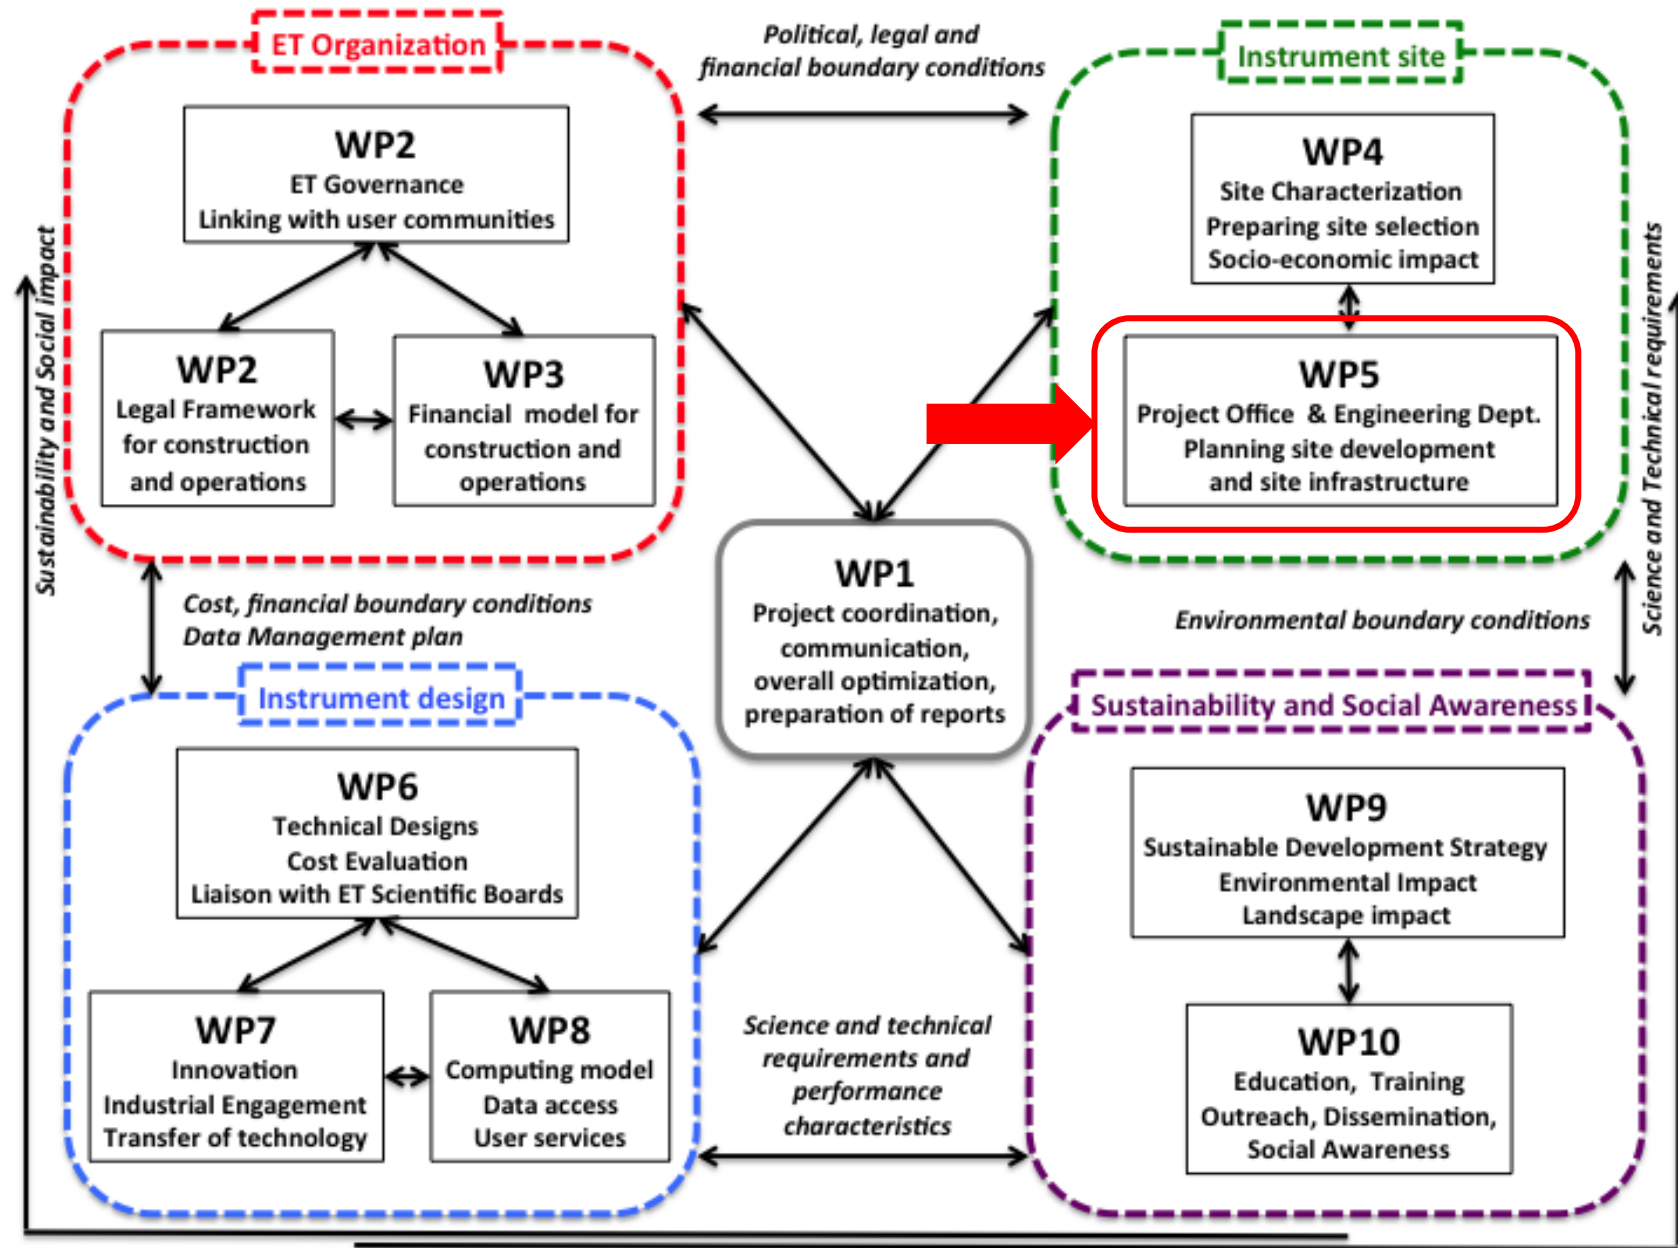 ET Organization
Political, legal and
financial boundary conditions
Instrument site
WP2
ET Governance
Linking with user communities
WP2
Legal Framework
for construction
and operations
WP3
Financial model for
construction and
operations
WP4
Site Characterization
Preparing site selection
Socio-economic impact
WP5
Project Office & Engineering Dept.
Planning site development
and site infrastructure
Sustainability and Social impact
Science and Technical requirements
WP1
Project coordination,
communication,
overall optimization,
preparation of reports
Cost, financial boundary conditions
Data Management plan
Environmental boundary conditions
Instrument design
WP6
Technical Designs
Cost Evaluation
Liaison with ET Scientific Boards
WP7
Innovation
Industrial Engagement
Transfer of technology
WP8
Computing model
Data access
User services
Science and technical
requirements and
performance
characteristics
Sustainability and Social Awareness
WP9
Sustainable Development Strategy
Environmental Impact
Landscape impact
WP10
Education, Training
Outreach, Dissemination,
Social Awareness